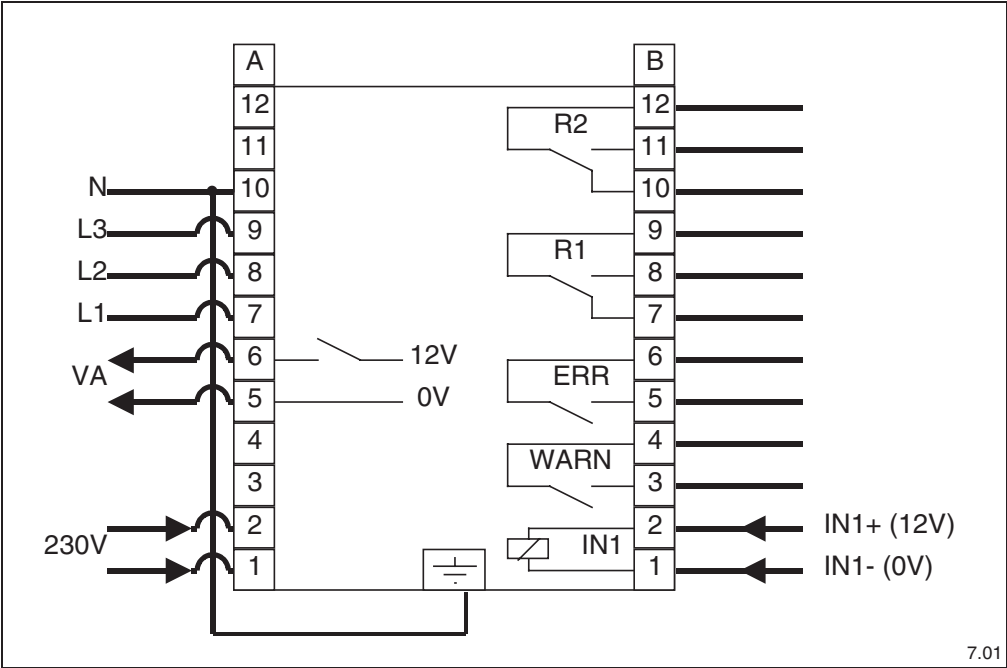 A B
12 R2 12
11 11
N 10 10
L3 9 R1 9
L2 8 8
L1 7 7
VA 6 12V ERR 6
5 0V 5
4 WARN 4
3 3
230V 2 IN1 2 IN1+ (12V)
1 1 IN1- (0V)
7.01